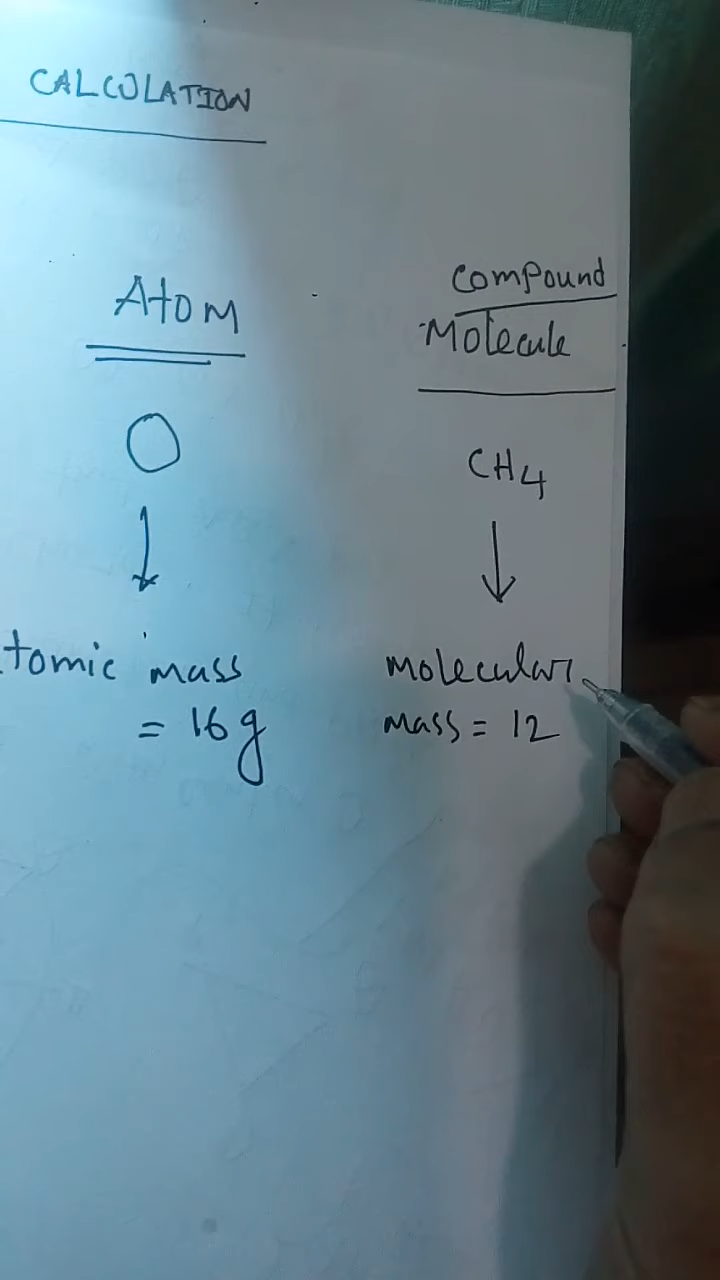 CALCULATION
Atom
O
tomic mass
= 16g
Compound
Molecule
CH4
Molecular
mass = 12